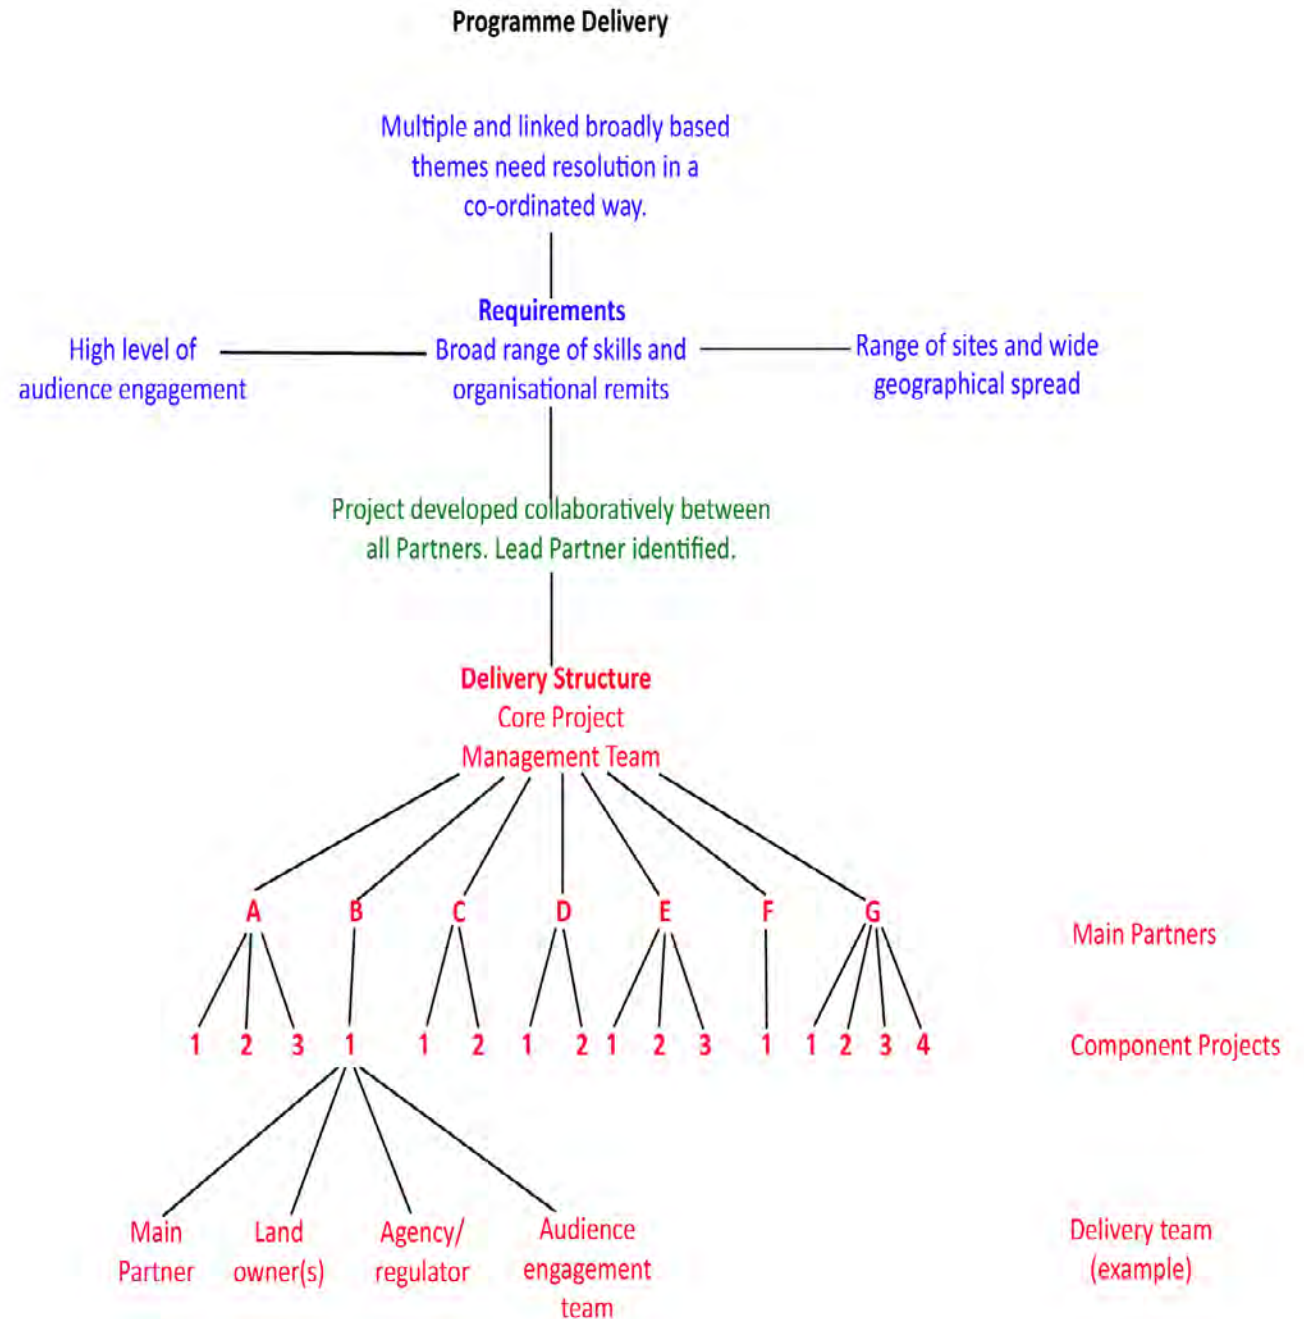 Programme Delivery
Multiple and linked broadly based
themes need resolution in a
co-ordinated way.
Requirements
High level of
audience engagement
Broad range of skills and
organisational remits
Range of sites and wide
geographical spread
Project developed collaboratively between
all Partners. Lead Partner identified.
Delivery Structure
Core Project
Management Team
A B C D E F G
Main Partners
1 2 3 1 1 2 1 2 1 2 3 1 1 2 3 4
Component Projects
Main
Partner
Land
owner(s)
Agency/
regulator
Audience
engagement
team
Delivery team
(example)